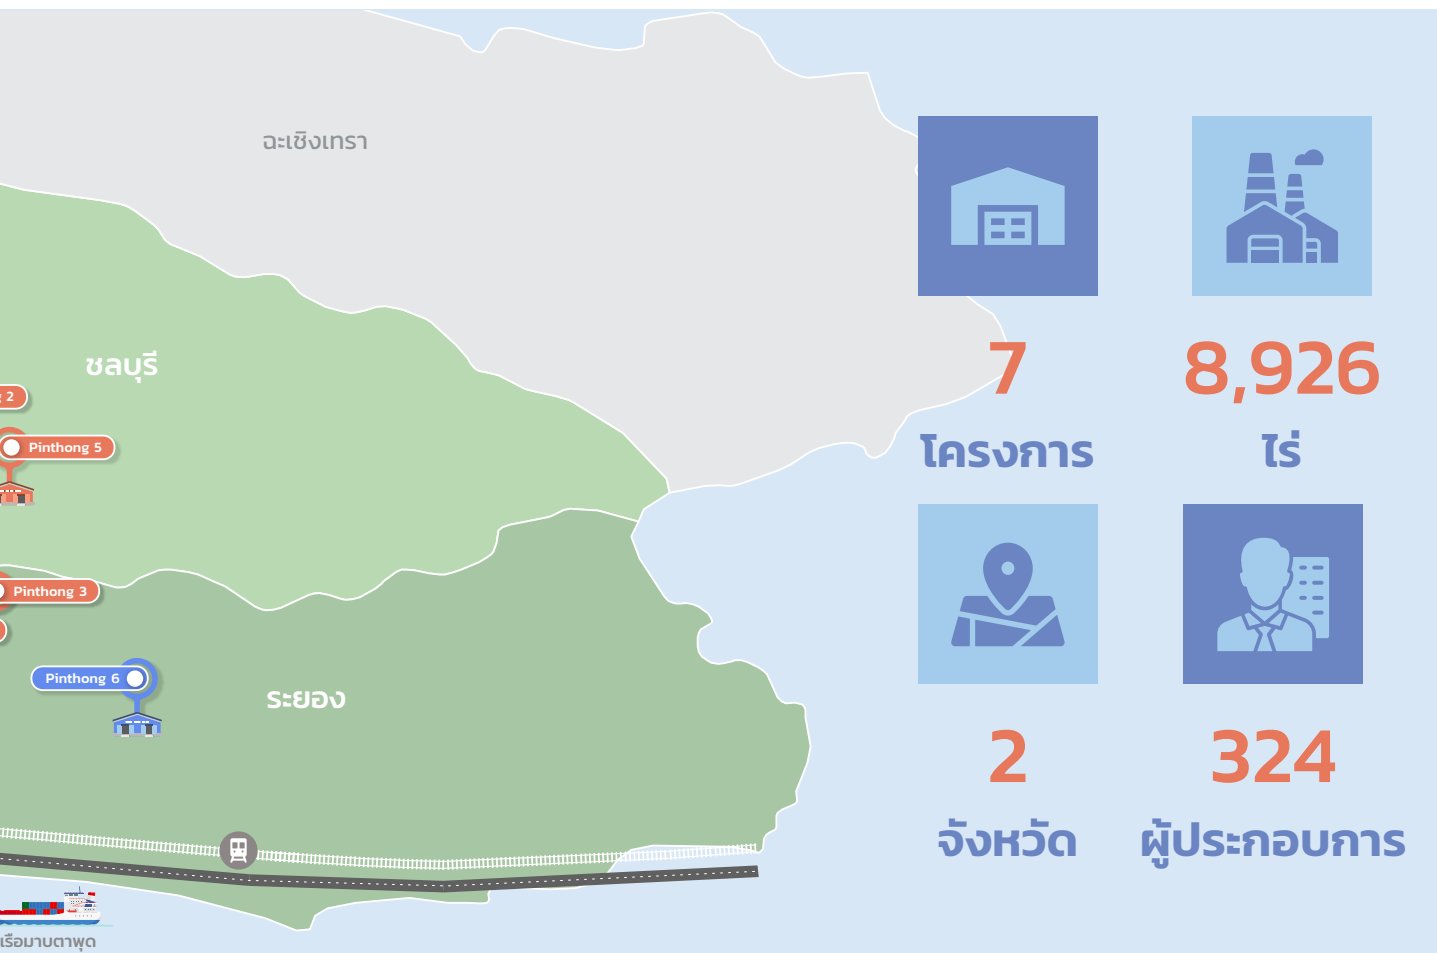 ฉะเชิงเทรา
ชลบุรี
2
Pinthong 5
Pinthong 3
Pinthong 6
ระยอง
เรือมาบตาพุด
7
โครงการ
8,926
ไร่
2
จังหวัด
324
ผู้ประกอบการ